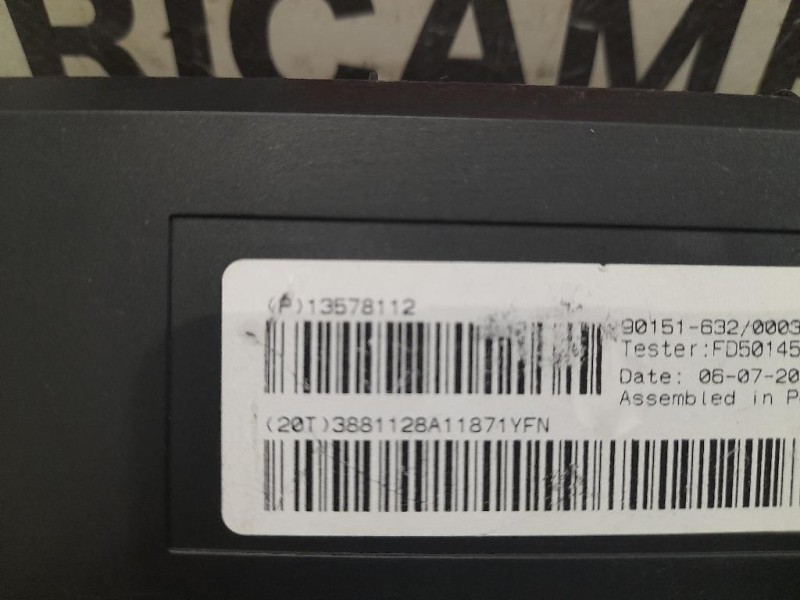 RICAM
(P)13578112
90151-632/0003
Tester:FD50145
Date: 06-07-20
Assembled in P
(20T)3881128A11871YFN